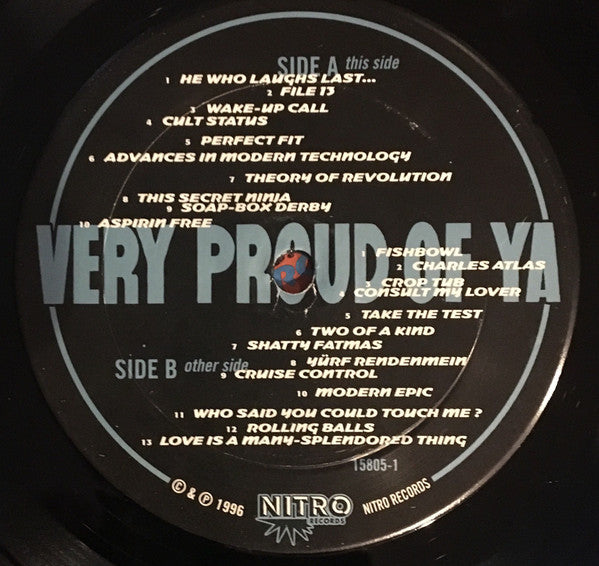 SIDE A this side
1 HE WHO LAUGHS LAST...
2 FILE 13
3 WAKE-UP CALL
4 CULT STATUS
5 PERFECT FIT
6 ADVANCES IN MODERN TECHNOLOGY
7 THEORY OF REVOLUTION
8 THIS SECRET NINJA
9 SOAP-BOX DERBY
10 ASPIRIN FREE
VERY PROUD OF YA
SIDE B other side
1 FISHBOWL
2 CHARLES ATLAS
3 CROP TUB
4 CONSULT MY LOVER
5 TAKE THE TEST
6 TWO OF A KIND
7 SHATTY FATMAS
8 YÜRF RENDENMEIN
9 CRUISE CONTROL
10 MODERN EPIC
11 WHO SAID YOU COULD TOUCH ME?
12 ROLLING BALLS
13 LOVE IS A MANY-SPLENDORED THING
15805-1
© & ℗ 1996
NITRO
RECORDS
NITRO RECORDS